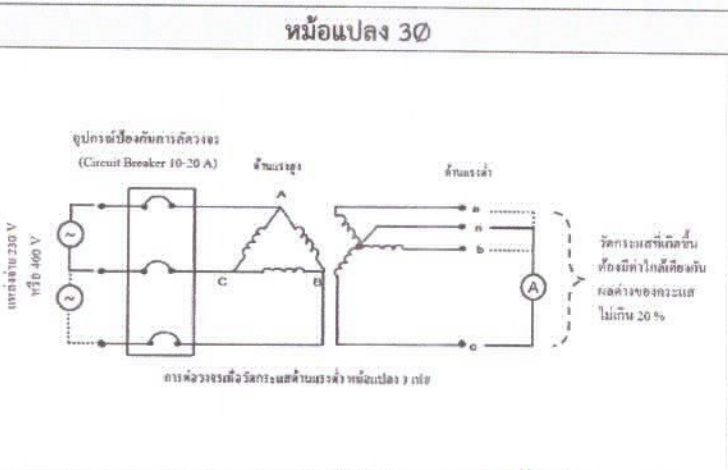 หม้อแปลง 3Ø
อุปกรณ์ป้องกันการลัดวงจร
(Circuit Breaker 10-20 A)
ด้านแรงสูง
ด้านแรงต่ำ
A
C
B
a
n
b
c
A
แหล่งจ่าย 230 V
หรือ 400 V
วัดกระแสที่เกิดขึ้น
ต้องมีค่าใกล้เคียงกัน
ผลต่างของกระแส
ไม่เกิน 20 %
การต่อวงจรเพื่อวัดกระแสด้านแรงต่ำ หม้อแปลง 3 เฟส